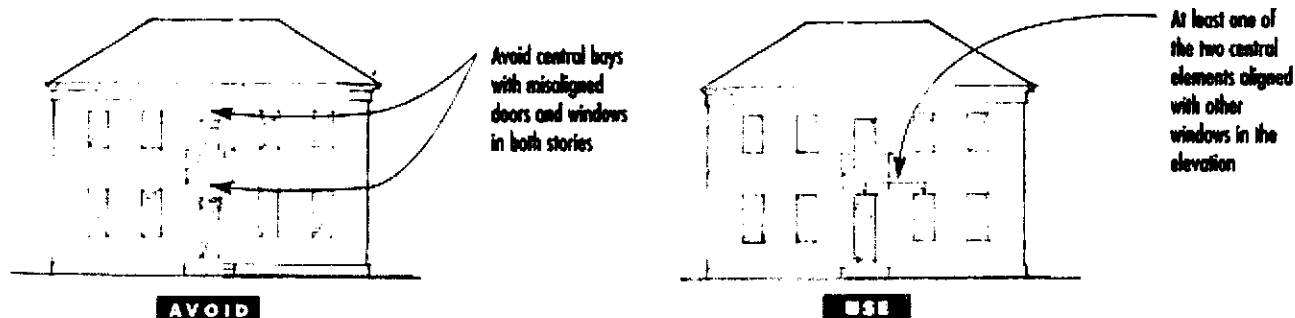 Avoid central bays
with misaligned
doors and windows
in both stories
AVOID
At least one of
the two central
elements aligned
with other
windows in the
elevation
USE